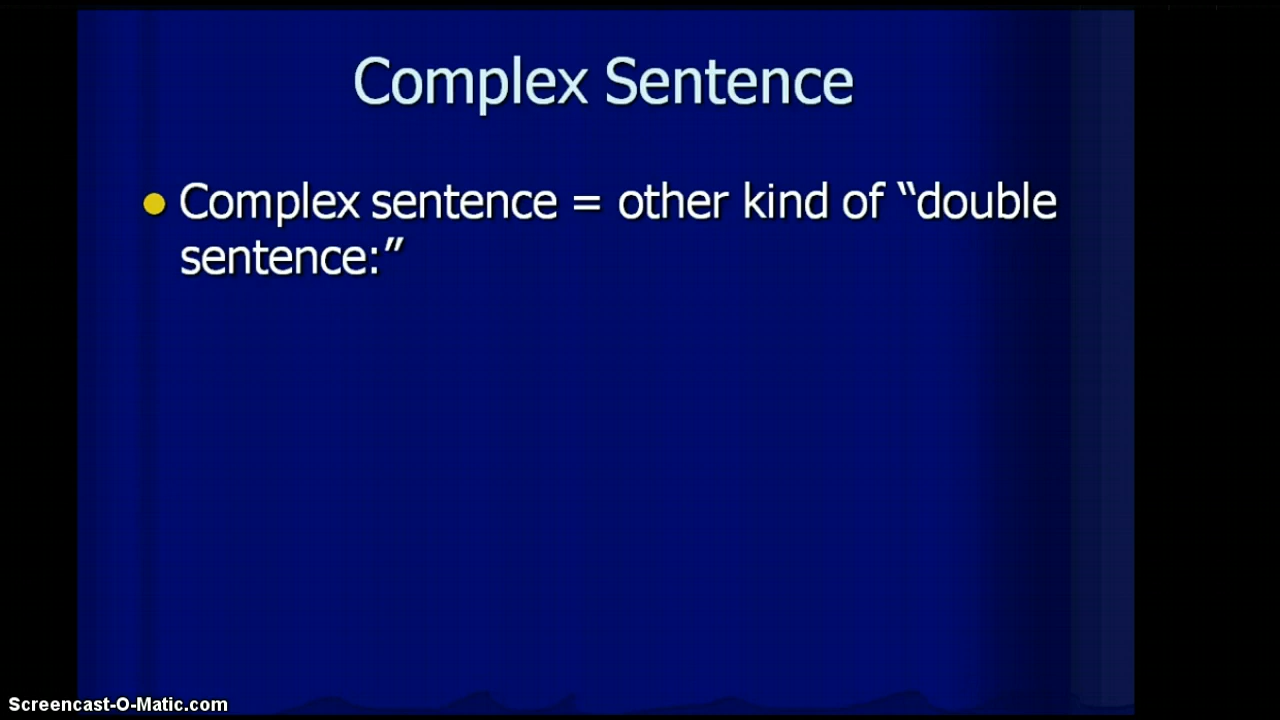 Complex Sentence
Complex sentence = other kind of “double
sentence:”
Screencast-O-Matic.com